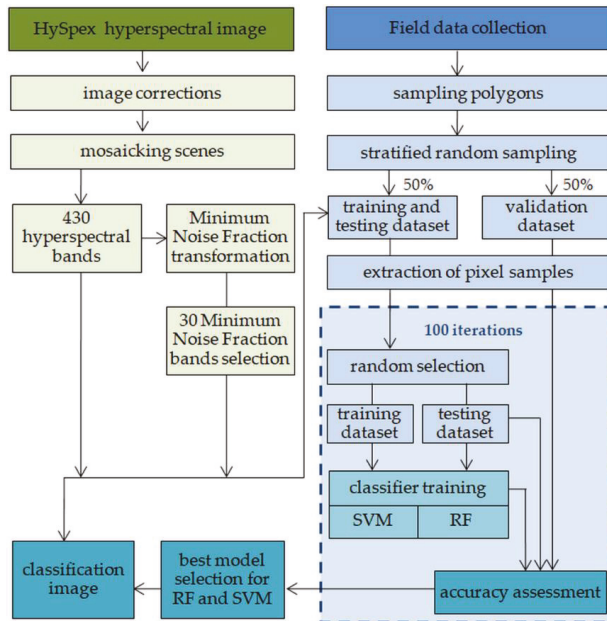 HySpex hyperspectral image
image corrections
mosaicking scenes
430
hyperspectral
bands
Minimum
Noise Fraction
transformation
30 Minimum
Noise Fraction
bands selection
classification
image
best model
selection for
RF and SVM
Field data collection
sampling polygons
stratified random sampling
50%
50%
training and
testing dataset
validation
dataset
extraction of pixel samples
100 iterations
random selection
training
dataset
testing
dataset
classifier training
SVM
RF
accuracy assessment